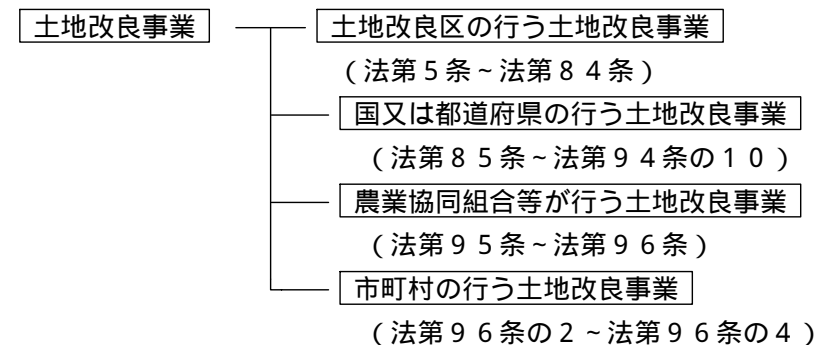 土地改良事業 土地改良区の行う土地改良事業
（法第５条~法第８４条）
国又は都道府県の行う土地改良事業
（法第８５条~法第９４条の１０）
農業協同組合等が行う土地改良事業
（法第９５条~法第９６条）
市町村の行う土地改良事業
（法第９６条の２~法第９６条の４）